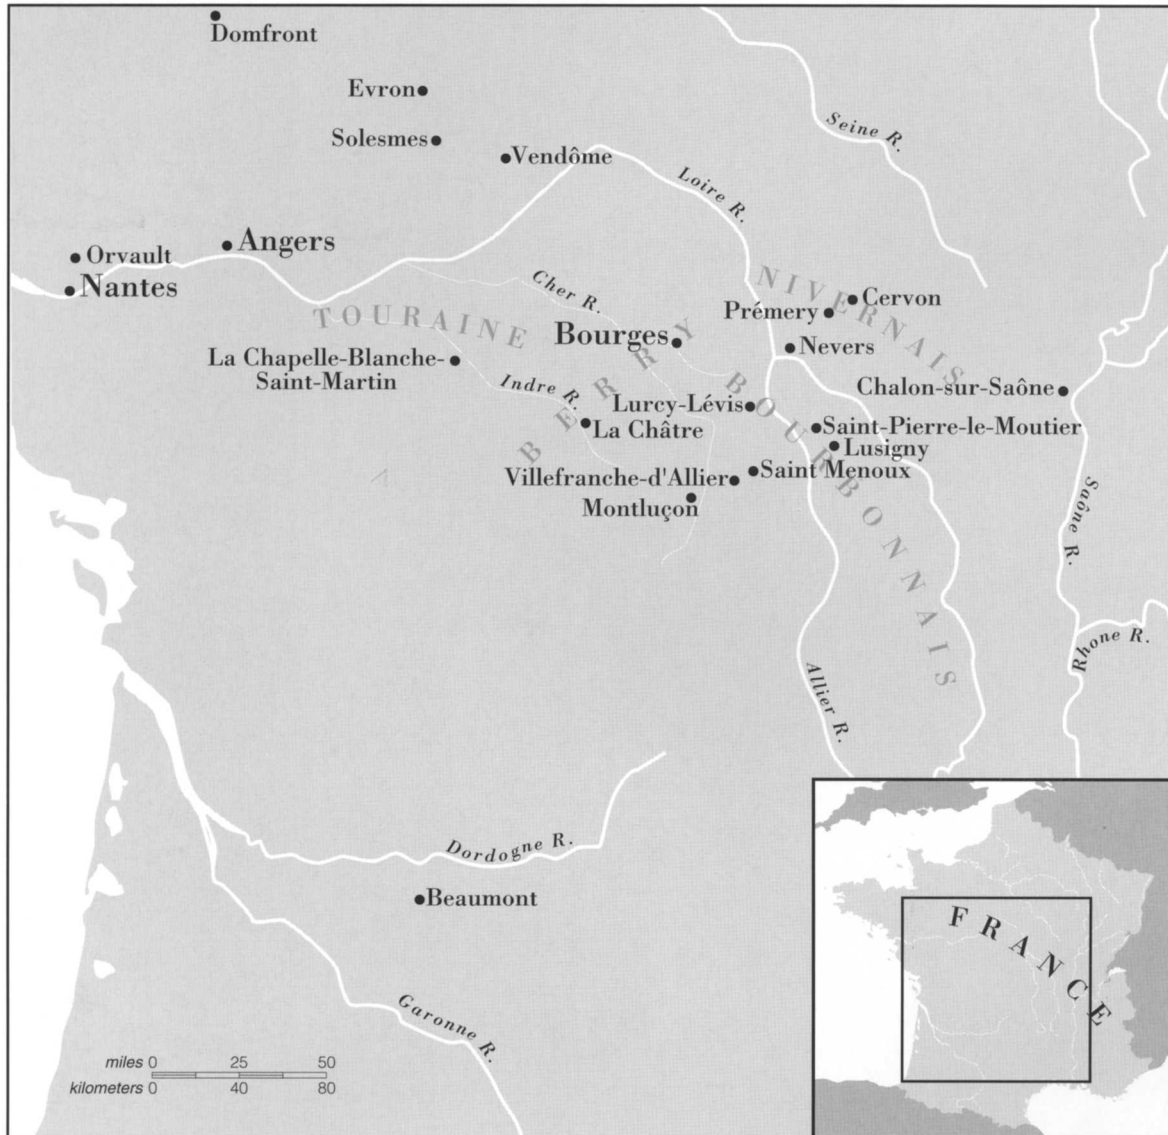 Domfront
Evron
Solesmes
Vendôme
Seine R.
Loire R.
Orvault
Angers
Nantes
Cher R.
NIVERNAIS
Cervon
Prémery
TOURAINE
Bourges
Nevers
La Chapelle-Blanche-
Saint-Martin
Indre R.
BERRY
BOURBONNAIS
Chalon-sur-Saône
Lurcy-Lévis
La Châtre
Saint-Pierre-le-Moutier
Lusigny
Villefranche-d'Allier
Saint Menoux
Montluçon
Saône R.
Rhone R.
Allier R.
Dordogne R.
Beaumont
Garonne R.
FRANCE
miles 0 25 50
kilometers 0 40 80